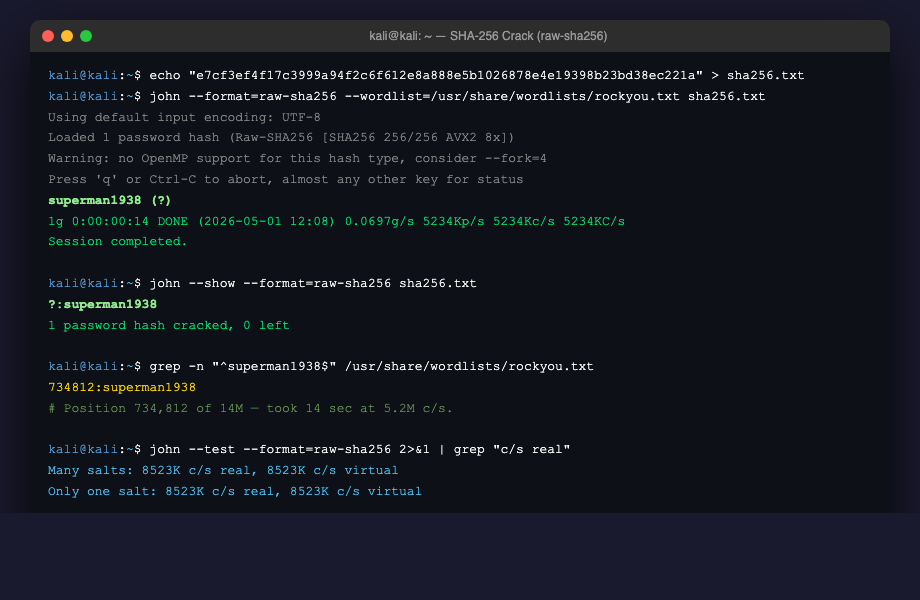 kali@kali: ~ — SHA-256 Crack (raw-sha256)
kali@kali:~$ echo "e7cf3ef4f17c3999a94f2c6f612e8a888e5b1026878e4e19398b23bd38ec221a" > sha256.txt
kali@kali:~$ john --format=raw-sha256 --wordlist=/usr/share/wordlists/rockyou.txt sha256.txt
Using default input encoding: UTF-8
Loaded 1 password hash (Raw-SHA256 [SHA256 256/256 AVX2 8x])
Warning: no OpenMP support for this hash type, consider --fork=4
Press 'q' or Ctrl-C to abort, almost any other key for status
superman1938 (?)
1g 0:00:00:14 DONE (2026-05-01 12:08) 0.0697g/s 5234Kp/s 5234Kc/s 5234KC/s
Session completed.
kali@kali:~$ john --show --format=raw-sha256 sha256.txt
?:superman1938
1 password hash cracked, 0 left
kali@kali:~$ grep -n "^superman1938$" /usr/share/wordlists/rockyou.txt
734812:superman1938
# Position 734,812 of 14M — took 14 sec at 5.2M c/s.
kali@kali:~$ john --test --format=raw-sha256 2>&1 | grep "c/s real"
Many salts: 8523K c/s real, 8523K c/s virtual
Only one salt: 8523K c/s real, 8523K c/s virtual